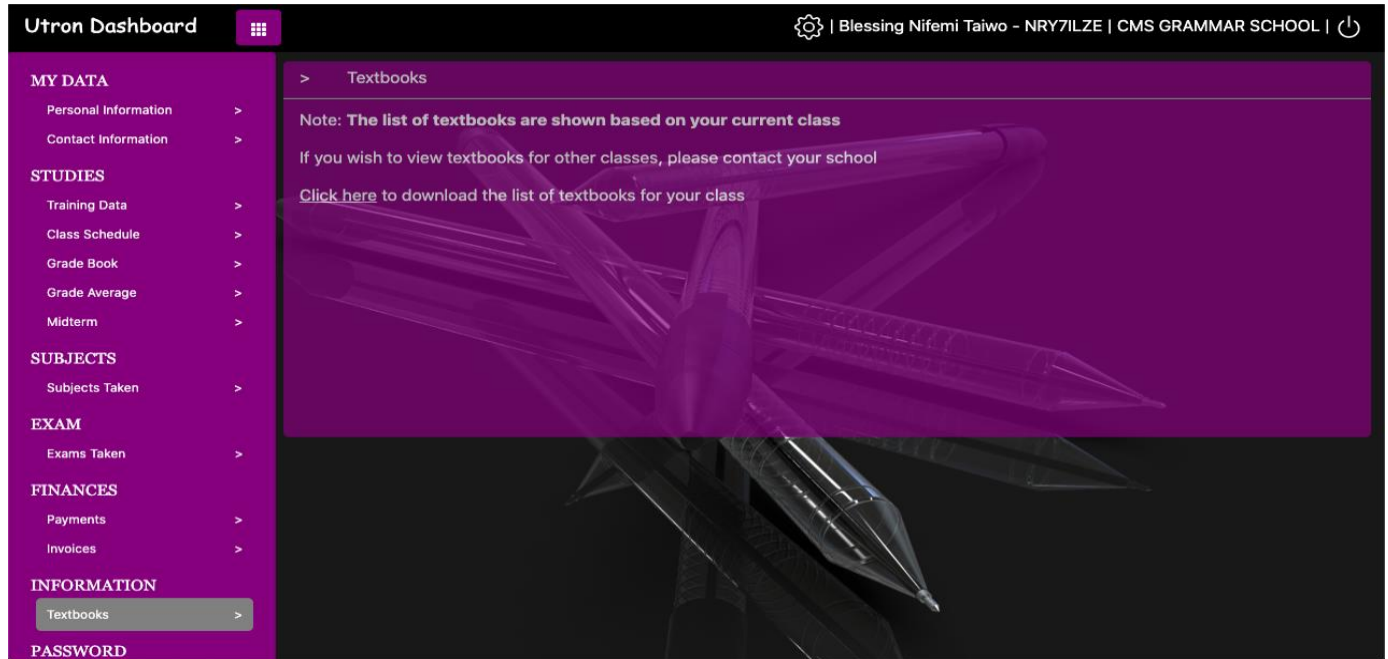 Utron Dashboard
| Blessing Nifemi Taiwo - NRY7ILZE | CMS GRAMMAR SCHOOL |
MY DATA
Personal Information >
Contact Information >
STUDIES
Training Data >
Class Schedule >
Grade Book >
Grade Average >
Midterm >
SUBJECTS
Subjects Taken >
EXAM
Exams Taken >
FINANCES
Payments >
Invoices >
INFORMATION
Textbooks >
PASSWORD
> Textbooks
Note: The list of textbooks are shown based on your current class
If you wish to view textbooks for other classes, please contact your school
Click here to download the list of textbooks for your class